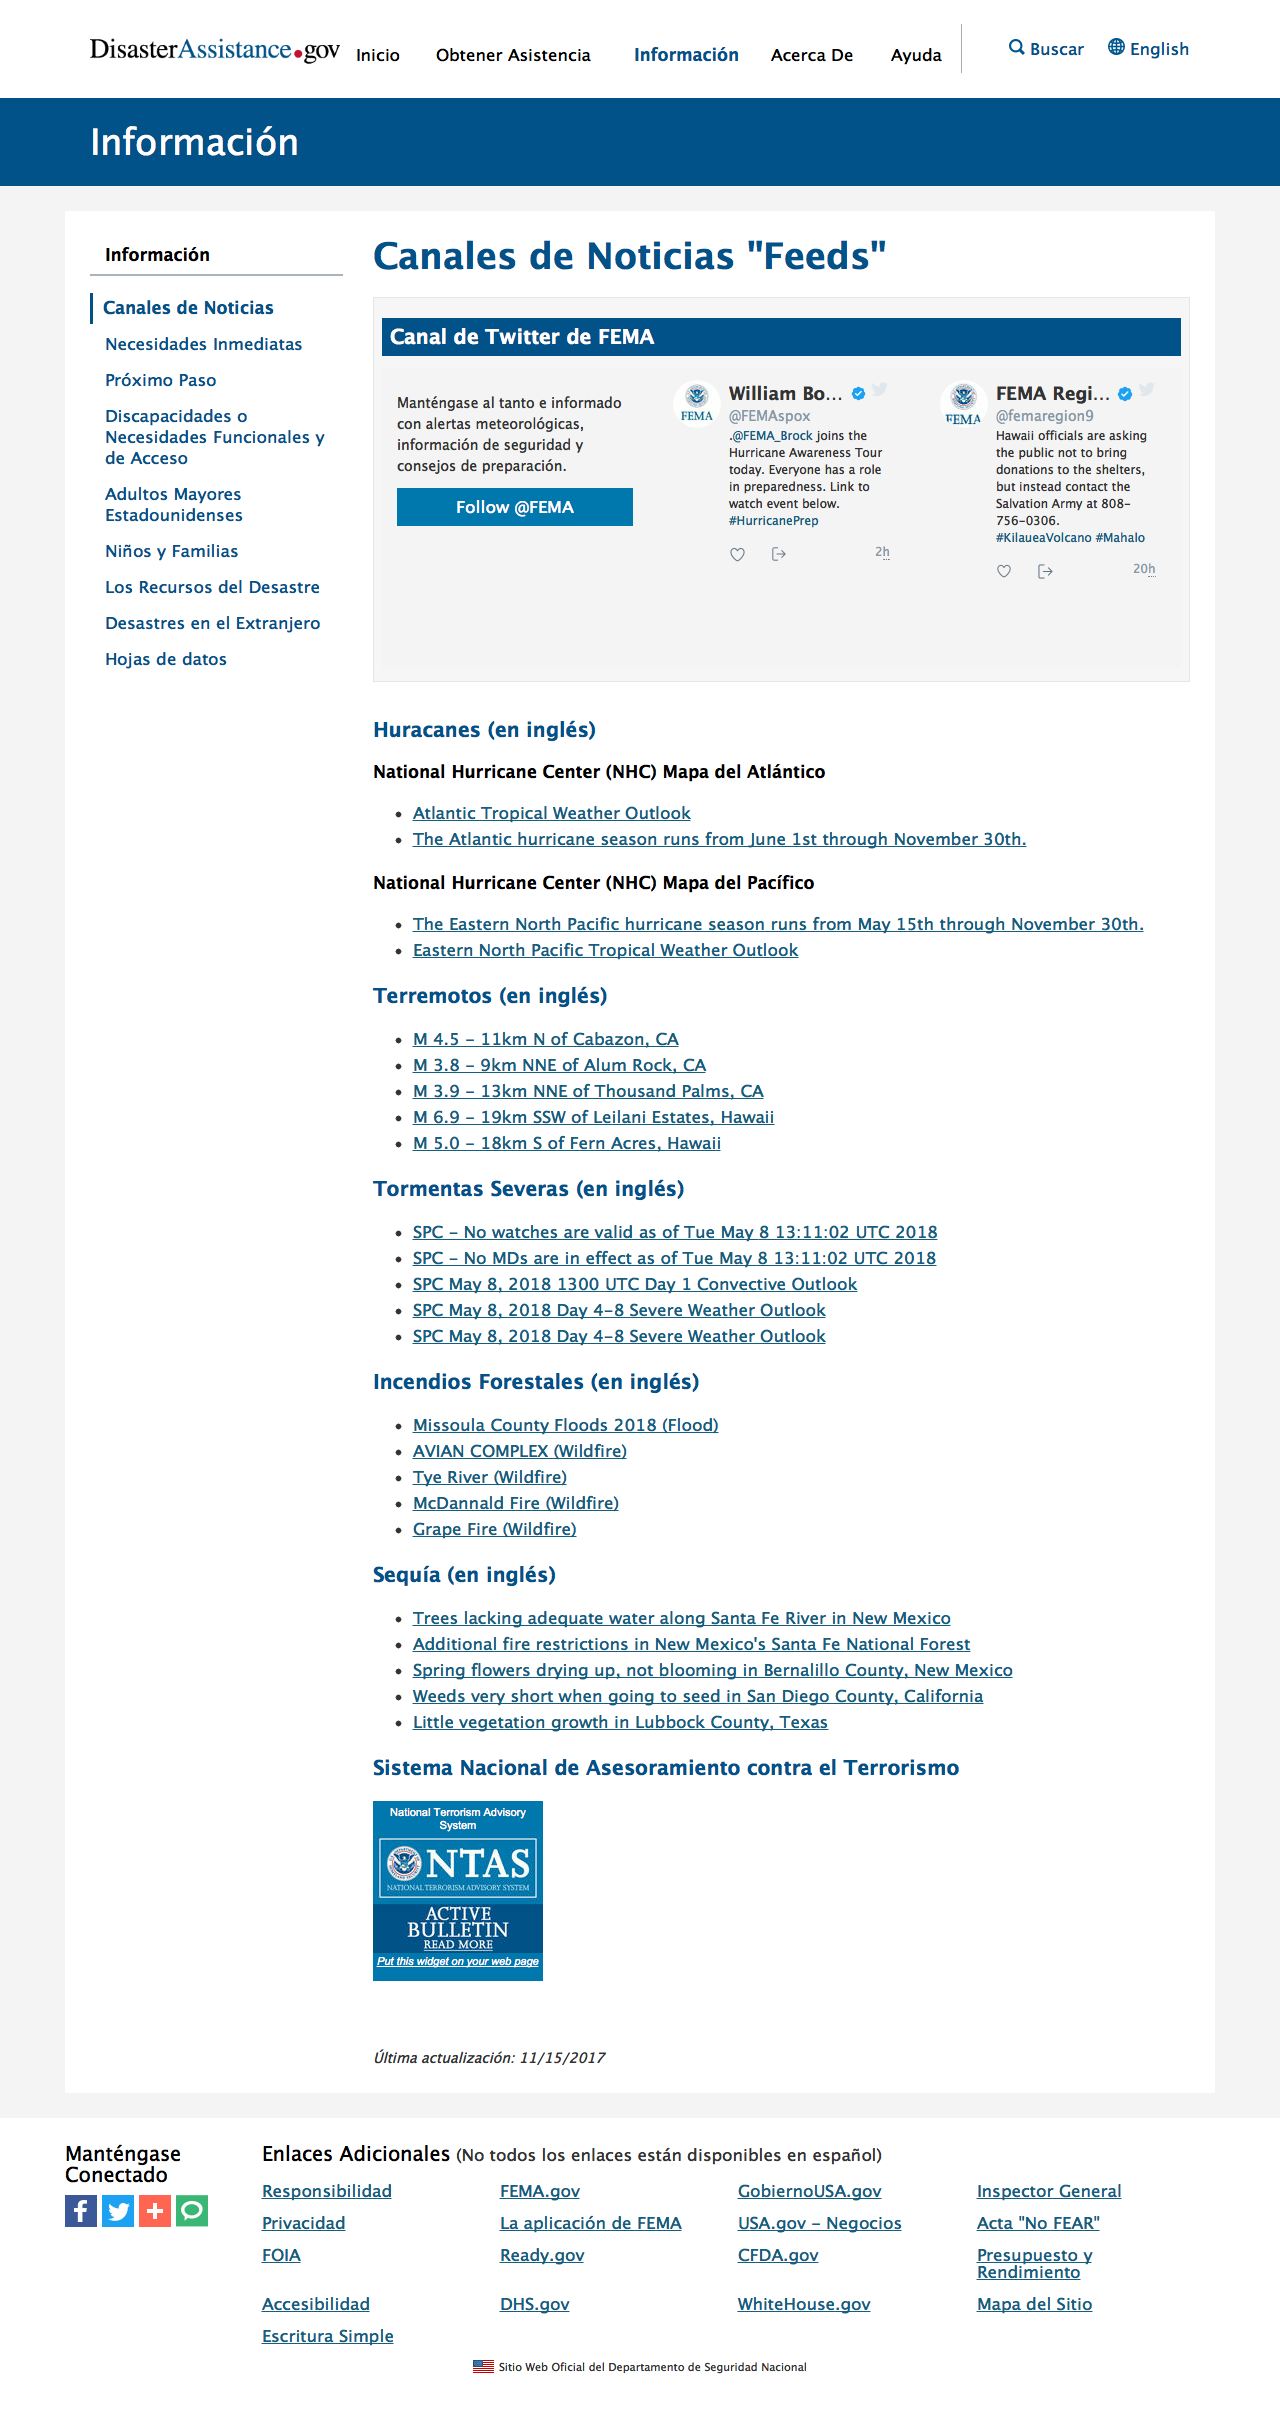 DisasterAssistance.gov
Inicio
Obtener Asistencia
Información
Acerca De
Ayuda
Buscar
English
Información
Información
Canales de Noticias
Necesidades Inmediatas
Próximo Paso
Discapacidades o
Necesidades Funcionales y
de Acceso
Adultos Mayores
Estadounidenses
Niños y Familias
Los Recursos del Desastre
Desastres en el Extranjero
Hojas de datos
Canales de Noticias "Feeds"
Canal de Twitter de FEMA
Manténgase al tanto e informado
con alertas meteorológicas,
información de seguridad y
consejos de preparación.
Follow @FEMA
FEMA
William Bo...
@FEMAspox
.@FEMA_Brock joins the
Hurricane Awareness Tour
today. Everyone has a role
in preparedness. Link to
watch event below.
#HurricanePrep
2h
FEMA
FEMA Regi...
@femaregion9
Hawaii officials are asking
the public not to bring
donations to the shelters,
but instead contact the
Salvation Army at 808-
756-0306.
#KilaueaVolcano #Mahalo
20h
Huracanes (en inglés)
National Hurricane Center (NHC) Mapa del Atlántico
Atlantic Tropical Weather Outlook
The Atlantic hurricane season runs from June 1st through November 30th.
National Hurricane Center (NHC) Mapa del Pacífico
The Eastern North Pacific hurricane season runs from May 15th through November 30th.
Eastern North Pacific Tropical Weather Outlook
Terremotos (en inglés)
M 4.5 - 11km N of Cabazon, CA
M 3.8 - 9km NNE of Alum Rock, CA
M 3.9 - 13km NNE of Thousand Palms, CA
M 6.9 - 19km SSW of Leilani Estates, Hawaii
M 5.0 - 18km S of Fern Acres, Hawaii
Tormentas Severas (en inglés)
SPC - No watches are valid as of Tue May 8 13:11:02 UTC 2018
SPC - No MDs are in effect as of Tue May 8 13:11:02 UTC 2018
SPC May 8, 2018 1300 UTC Day 1 Convective Outlook
SPC May 8, 2018 Day 4-8 Severe Weather Outlook
SPC May 8, 2018 Day 4-8 Severe Weather Outlook
Incendios Forestales (en inglés)
Missoula County Floods 2018 (Flood)
AVIAN COMPLEX (Wildfire)
Tye River (Wildfire)
McDannald Fire (Wildfire)
Grape Fire (Wildfire)
Sequía (en inglés)
Trees lacking adequate water along Santa Fe River in New Mexico
Additional fire restrictions in New Mexico's Santa Fe National Forest
Spring flowers drying up, not blooming in Bernalillo County, New Mexico
Weeds very short when going to seed in San Diego County, California
Little vegetation growth in Lubbock County, Texas
Sistema Nacional de Asesoramiento contra el Terrorismo
National Terrorism Advisory
System
NTAS
NATIONAL TERRORISM ADVISORY SYSTEM
ACTIVE
BULLETIN
READ MORE
Put this widget on your web page
Última actualización: 11/15/2017
Manténgase
Conectado
Enlaces Adicionales (No todos los enlaces están disponibles en español)
Responsibilidad
FEMA.gov
GobiernoUSA.gov
Inspector General
Privacidad
La aplicación de FEMA
USA.gov - Negocios
Acta "No FEAR"
FOIA
Ready.gov
CFDA.gov
Presupuesto y
Rendimiento
Accesibilidad
DHS.gov
WhiteHouse.gov
Mapa del Sitio
Escritura Simple
Sitio Web Oficial del Departamento de Seguridad Nacional